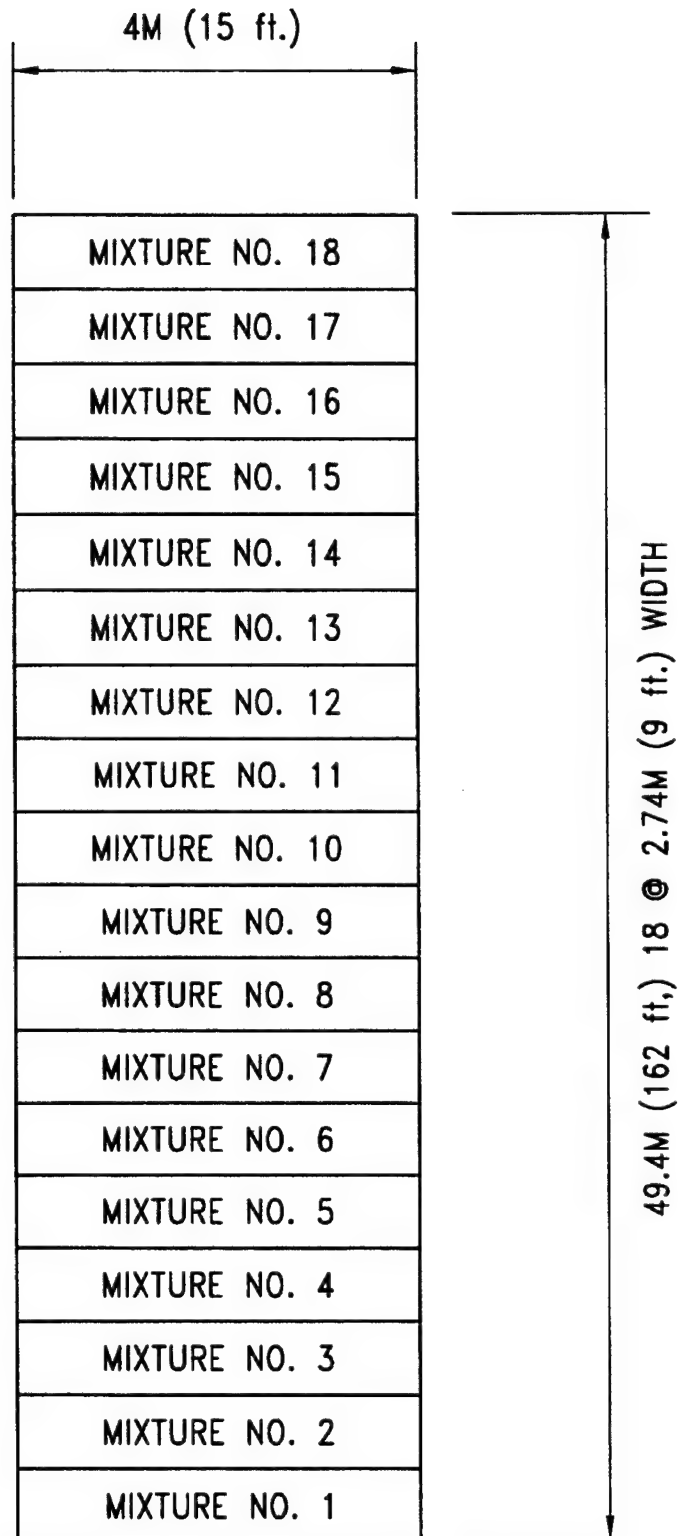 4M (15 ft.)
MIXTURE NO. 18
MIXTURE NO. 17
MIXTURE NO. 16
MIXTURE NO. 15
MIXTURE NO. 14
MIXTURE NO. 13
MIXTURE NO. 12
MIXTURE NO. 11
MIXTURE NO. 10
MIXTURE NO. 9
MIXTURE NO. 8
MIXTURE NO. 7
MIXTURE NO. 6
MIXTURE NO. 5
MIXTURE NO. 4
MIXTURE NO. 3
MIXTURE NO. 2
MIXTURE NO. 1
49.4M (162 ft,) 18 @ 2.74M (9 ft.) WIDTH